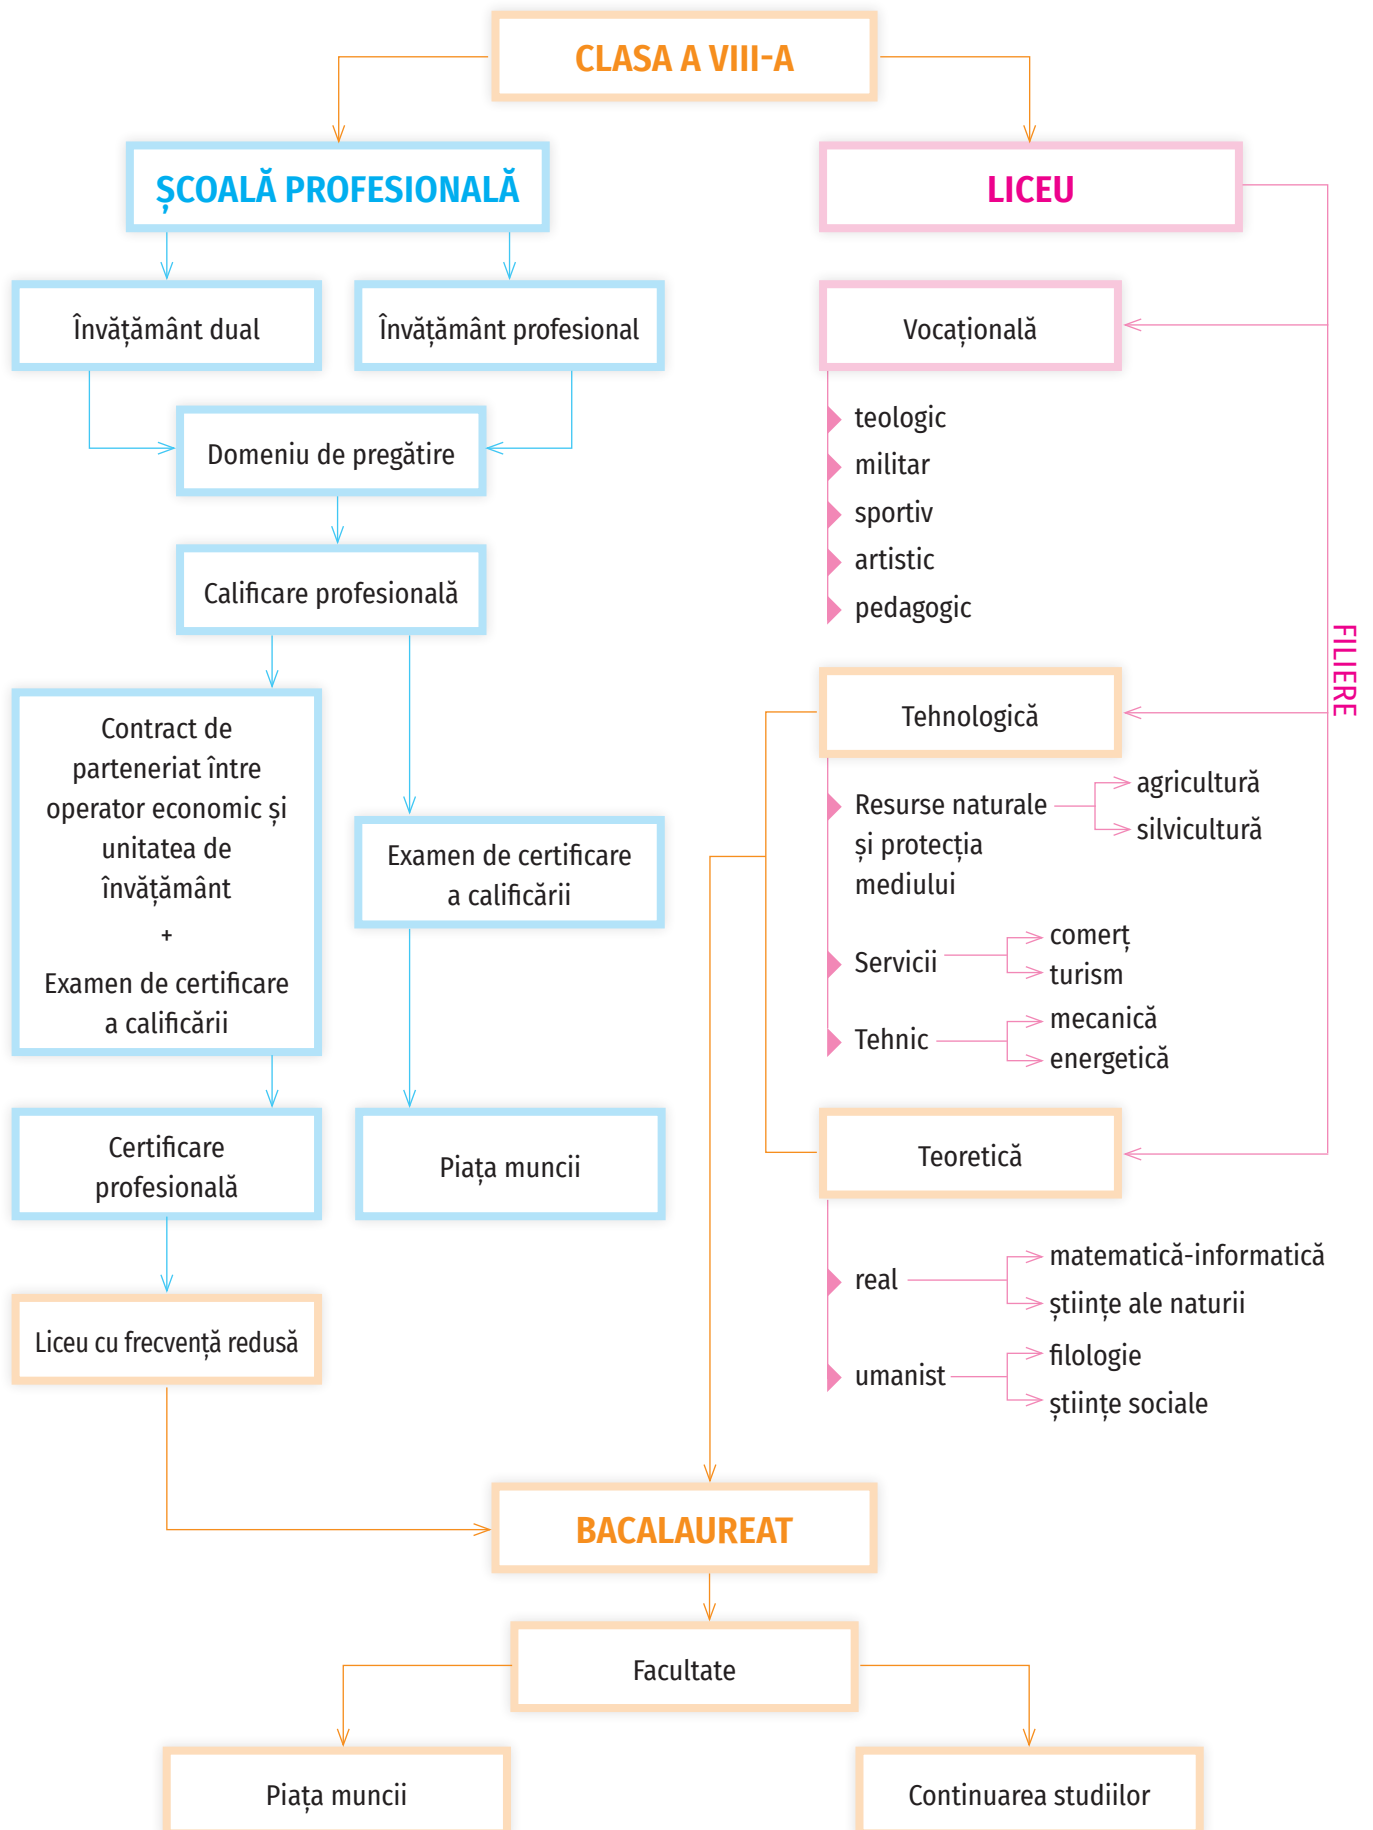 CLASA A VIII-A
ȘCOALĂ PROFESIONALĂ
LICEU
Învățământ dual
Învățământ profesional
Domeniu de pregătire
Calificare profesională
Contract de
parteneriat între
operator economic și
unitatea de
învățământ
+
Examen de certificare
a calificării
Examen de certificare
a calificării
Certificare
profesională
Piața muncii
Liceu cu frecvență redusă
FILIERE
Vocațională
teologic
militar
sportiv
artistic
pedagogic
Tehnologică
Resurse naturale
și protecția
mediului
agricultură
silvicultură
Servicii
comerț
turism
Tehnic
mecanică
energetică
Teoretică
real
matematică-informatică
științe ale naturii
umanist
filologie
științe sociale
BACALAUREAT
Facultate
Piața muncii
Continuarea studiilor